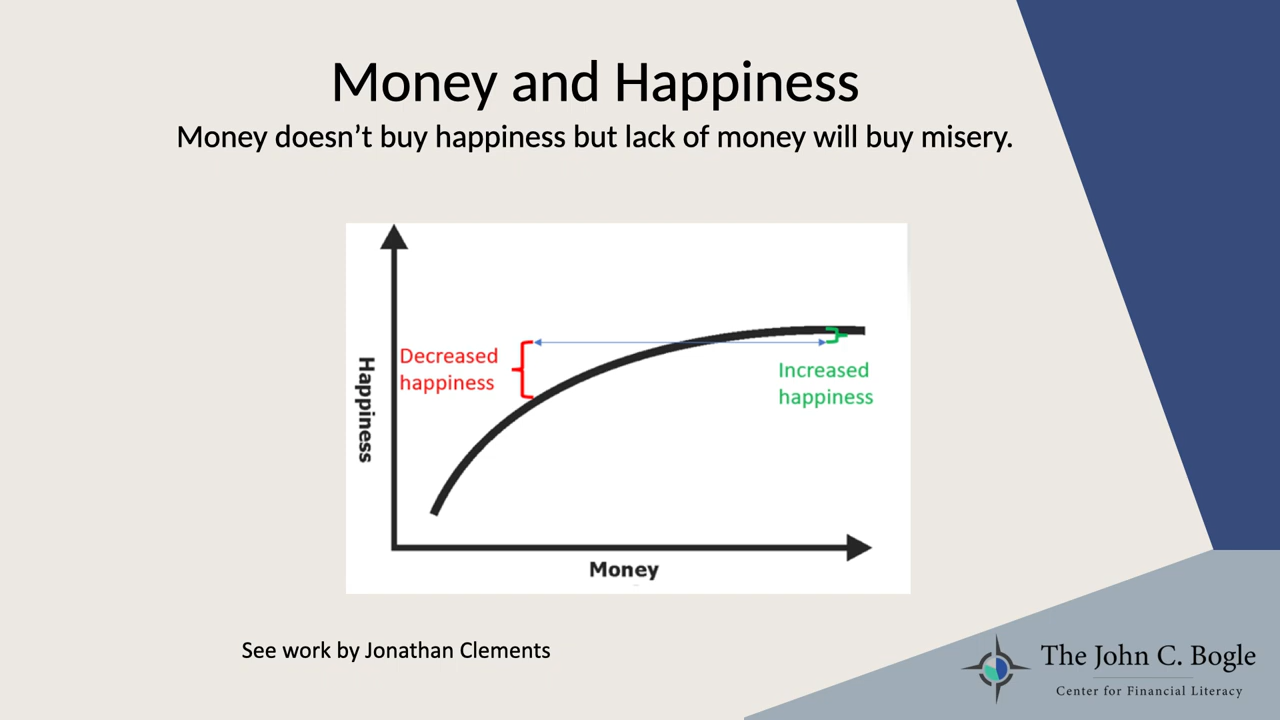 Money and Happiness
Money doesn’t buy happiness but lack of money will buy misery.
Decreased
happiness
Increased
happiness
Happiness
Money
See work by Jonathan Clements
The John C. Bogle
Center for Financial Literacy